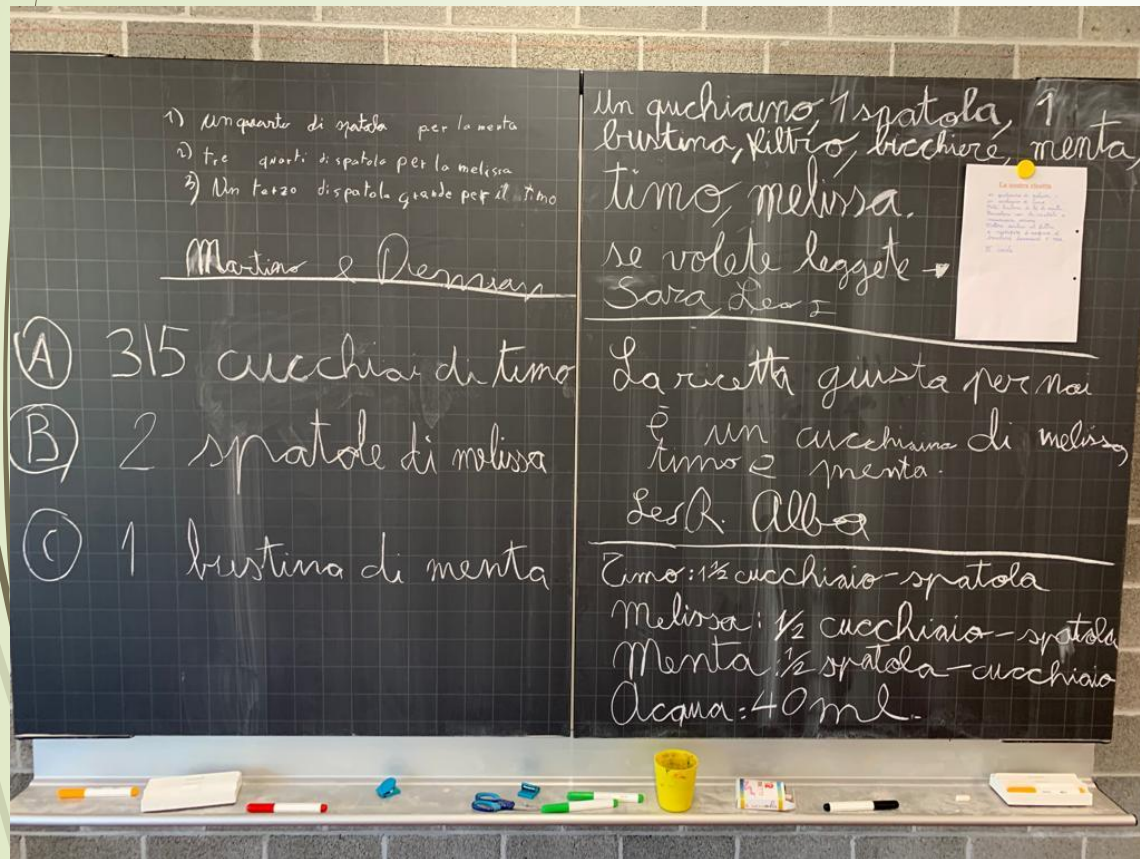 1) un quarto di spatola per la menta
2) tre quarti di spatola per la melissa
3) Un terzo di spatola grande per il timo
Martino &
A 315 cucchiai di timo
B 2 spatole di melissa
C 1 bustina di menta
Un quchiaino, 1 spatola, 1
bustina, filtro, bicchiere, menta,
timo, melissa.
se volete leggete →
Sara, Leo I
La nostra ricetta
La ricetta giusta per noi
è un cucchiaino di melissa,
timo e menta.
Leo R. Alba
Timo: 1½ cucchiaio-spatola
Melissa: ½ cucchiaio-spatola
Menta: ½ spatola-cucchiaio
Acqua: 40 ml.